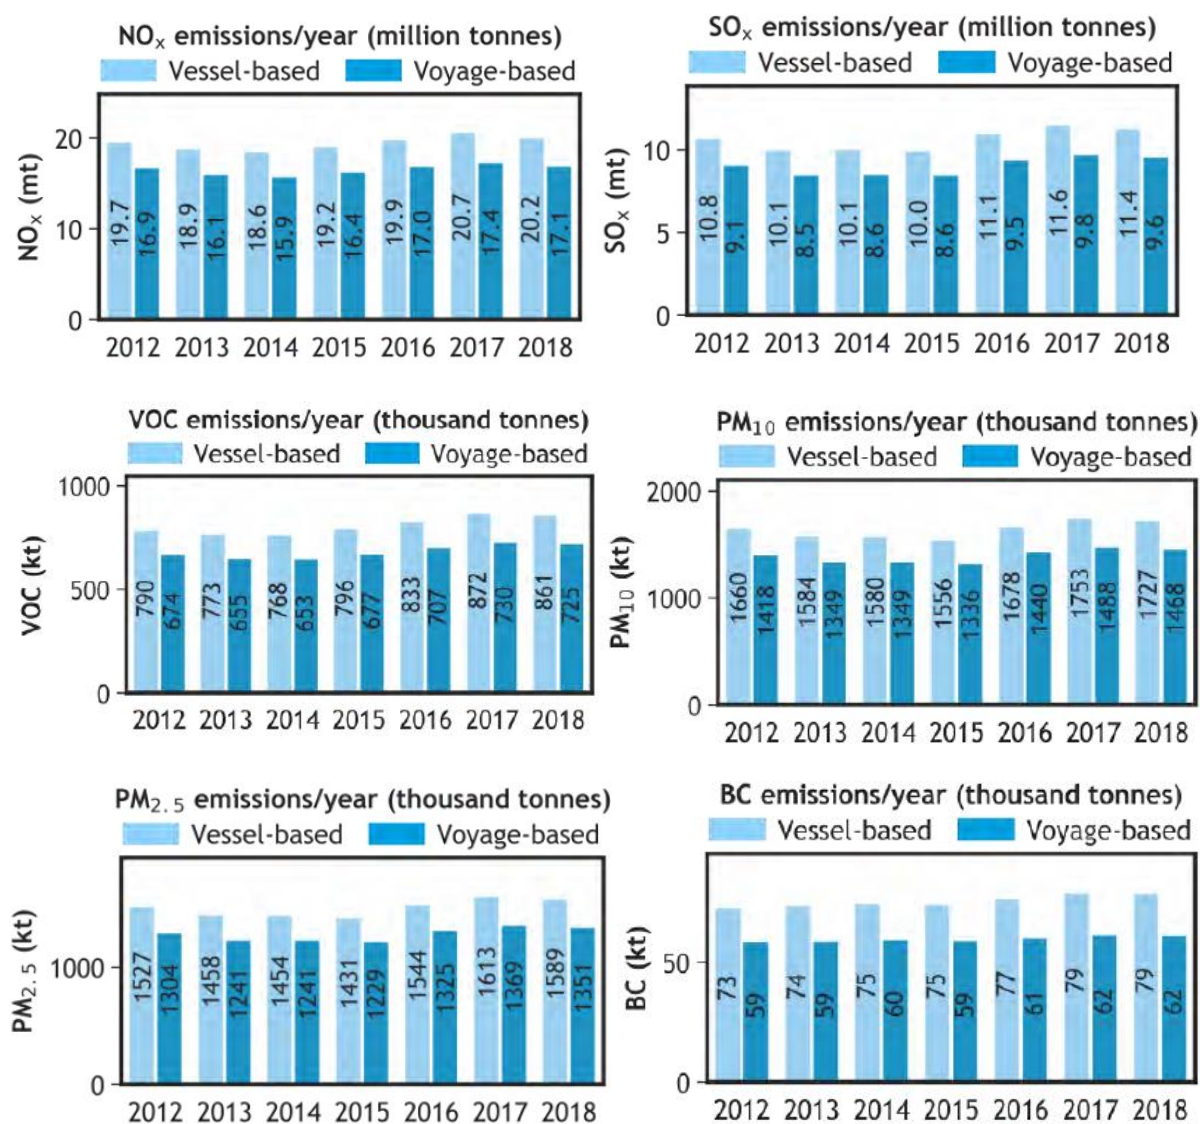 NOₓ emissions/year (million tonnes)
Vessel-based Voyage-based
NOₓ (mt)
20
10
0
19.7 16.9 18.9 16.1 18.6 15.9 19.2 16.4 19.9 17.0 20.7 17.4 20.2 17.1
2012 2013 2014 2015 2016 2017 2018
SOₓ emissions/year (million tonnes)
Vessel-based Voyage-based
SOₓ (mt)
10
5
0
10.8 9.1 10.1 8.5 10.1 8.6 10.0 8.6 11.1 9.5 11.6 9.8 11.4 9.6
2012 2013 2014 2015 2016 2017 2018
VOC emissions/year (thousand tonnes)
Vessel-based Voyage-based
VOC (kt)
1000
500
0
790 674 773 655 768 653 796 677 833 707 872 730 861 725
2012 2013 2014 2015 2016 2017 2018
PM₁₀ emissions/year (thousand tonnes)
Vessel-based Voyage-based
PM₁₀ (kt)
2000
1000
0
1660 1418 1584 1349 1580 1349 1556 1336 1678 1440 1753 1488 1727 1468
2012 2013 2014 2015 2016 2017 2018
PM₂.₅ emissions/year (thousand tonnes)
Vessel-based Voyage-based
PM₂.₅ (kt)
1000
0
1527 1304 1458 1241 1454 1241 1431 1229 1544 1325 1613 1369 1589 1351
2012 2013 2014 2015 2016 2017 2018
BC emissions/year (thousand tonnes)
Vessel-based Voyage-based
BC (kt)
50
0
73 59 74 59 75 60 75 59 77 61 79 62 79 62
2012 2013 2014 2015 2016 2017 2018